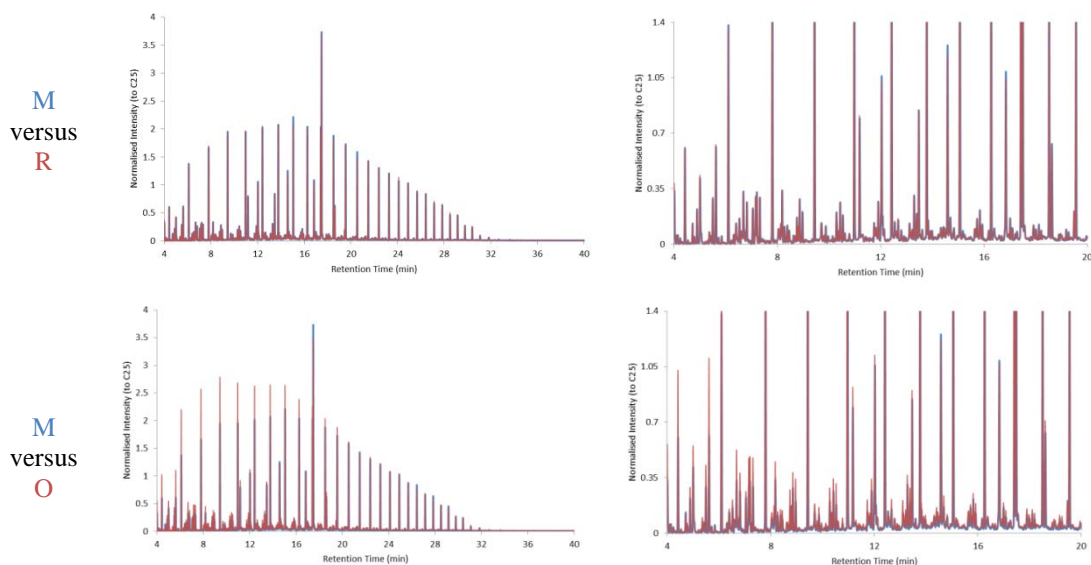 M
versus
R
Normalised Intensity (to C25)
4
3.5
3
2.5
2
1.5
1
0.5
0
4 8 12 16 20 24 28 32 36 40
Retention Time (min)
Normalised Intensity (to C25)
1.4
1.05
0.7
0.35
0
4 8 12 16 20
Retention Time (min)
M
versus
O
Normalised Intensity (to C25)
4
3.5
3
2.5
2
1.5
1
0.5
0
4 8 12 16 20 24 28 32 36 40
Retention Time (min)
Normalised Intensity (to C25)
1.4
1.05
0.7
0.35
0
4 8 12 16 20
Retention Time (min)